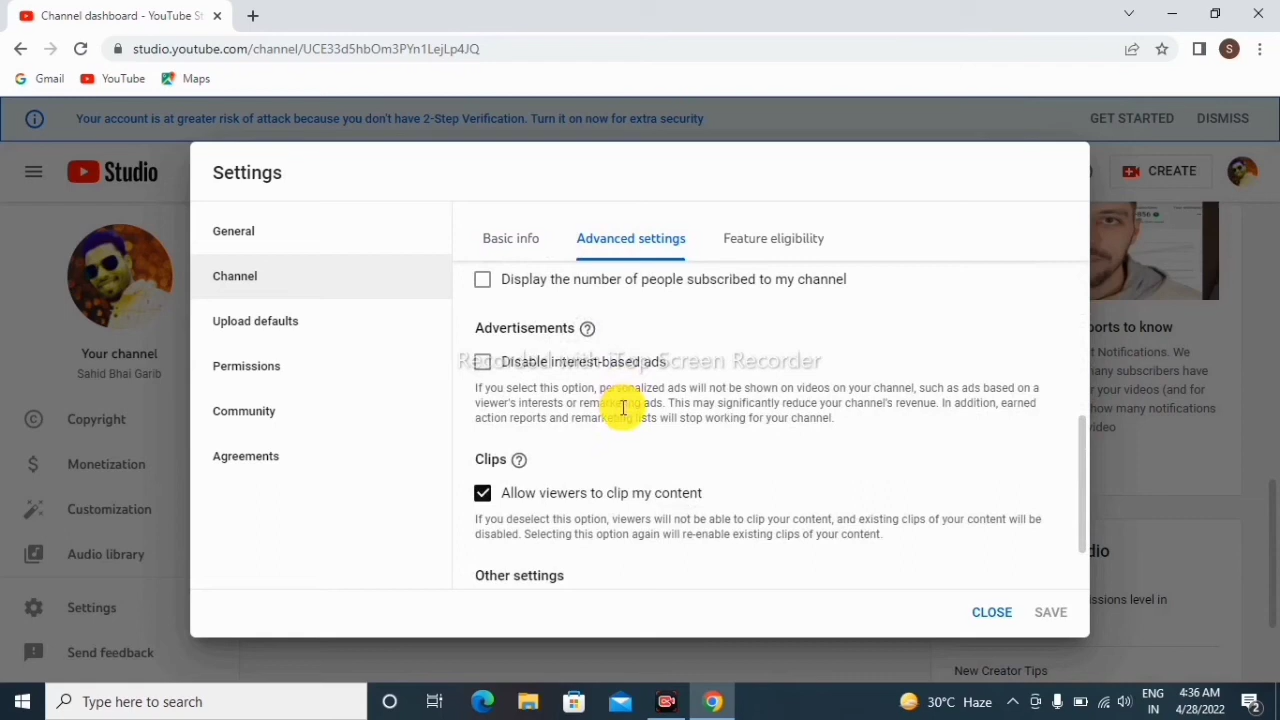 Channel dashboard - YouTube St
studio.youtube.com/channel/UCE33d5hbOm3PYn1LejLp4JQ
S
Gmail
YouTube
Maps
Your account is at greater risk of attack because you don't have 2-Step Verification. Turn it on now for extra security
GET STARTED
DISMISS
Studio
CREATE
Settings
General
Channel
Upload defaults
Permissions
Community
Agreements
Basic info
Advanced settings
Feature eligibility
Display the number of people subscribed to my channel
Advertisements
Disable interest-based ads
Recorded with iTop Screen Recorder
If you select this option, personalized ads will not be shown on videos on your channel, such as ads based on a
viewer's interests or remarketing ads. This may significantly reduce your channel's revenue. In addition, earned
action reports and remarketing lists will stop working for your channel.
Clips
Allow viewers to clip my content
If you deselect this option, viewers will not be able to clip your content, and existing clips of your content will be
disabled. Selecting this option again will re-enable existing clips of your content.
Other settings
CLOSE
SAVE
Your channel
Sahid Bhai Garib
Copyright
Monetization
Customization
Audio library
Settings
Send feedback
ports to know
Notifications. We
many subscribers have
your videos (and for
how many notifications
video
dio
issions level in
New Creator Tips
Type here to search
30°C Haze
ENG
IN
4:36 AM
4/28/2022
2